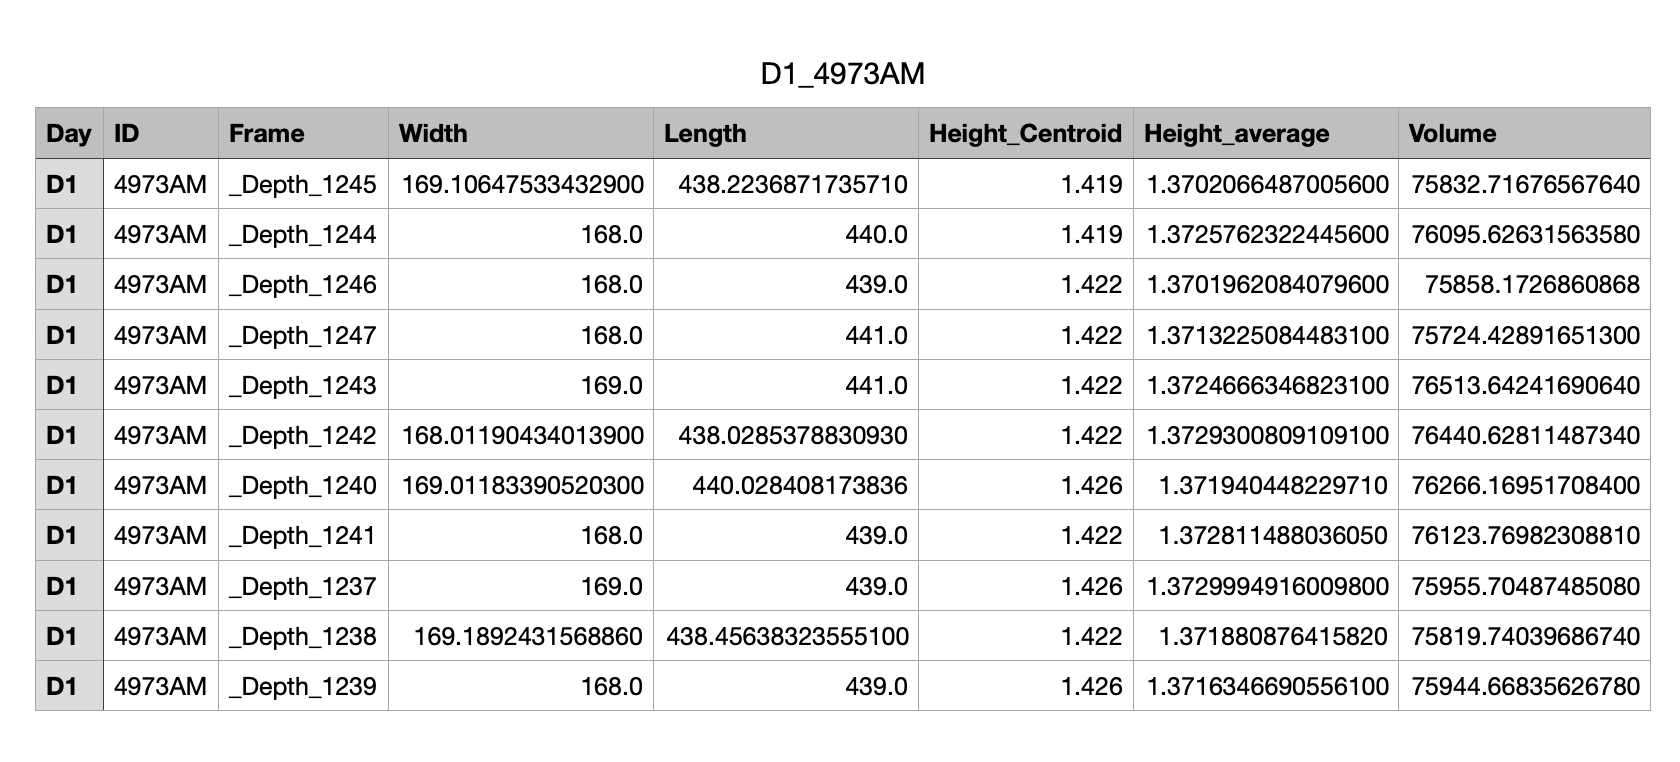 D1_4973AM
Day ID Frame Width Length Height_Centroid Height_average Volume
D1 4973AM _Depth_1245 169.10647533432900 438.2236871735710 1.419 1.3702066487005600 75832.71676567640
D1 4973AM _Depth_1244 168.0 440.0 1.419 1.3725762322445600 76095.62631563580
D1 4973AM _Depth_1246 168.0 439.0 1.422 1.3701962084079600 75858.1726860868
D1 4973AM _Depth_1247 168.0 441.0 1.422 1.3713225084483100 75724.42891651300
D1 4973AM _Depth_1243 169.0 441.0 1.422 1.3724666346823100 76513.64241690640
D1 4973AM _Depth_1242 168.01190434013900 438.0285378830930 1.422 1.3729300809109100 76440.62811487340
D1 4973AM _Depth_1240 169.01183390520300 440.028408173836 1.426 1.371940448229710 76266.16951708400
D1 4973AM _Depth_1241 168.0 439.0 1.422 1.372811488036050 76123.76982308810
D1 4973AM _Depth_1237 169.0 439.0 1.426 1.3729994916009800 75955.70487485080
D1 4973AM _Depth_1238 169.1892431568860 438.45638323555100 1.422 1.371880876415820 75819.74039686740
D1 4973AM _Depth_1239 168.0 439.0 1.426 1.3716346690556100 75944.66835626780